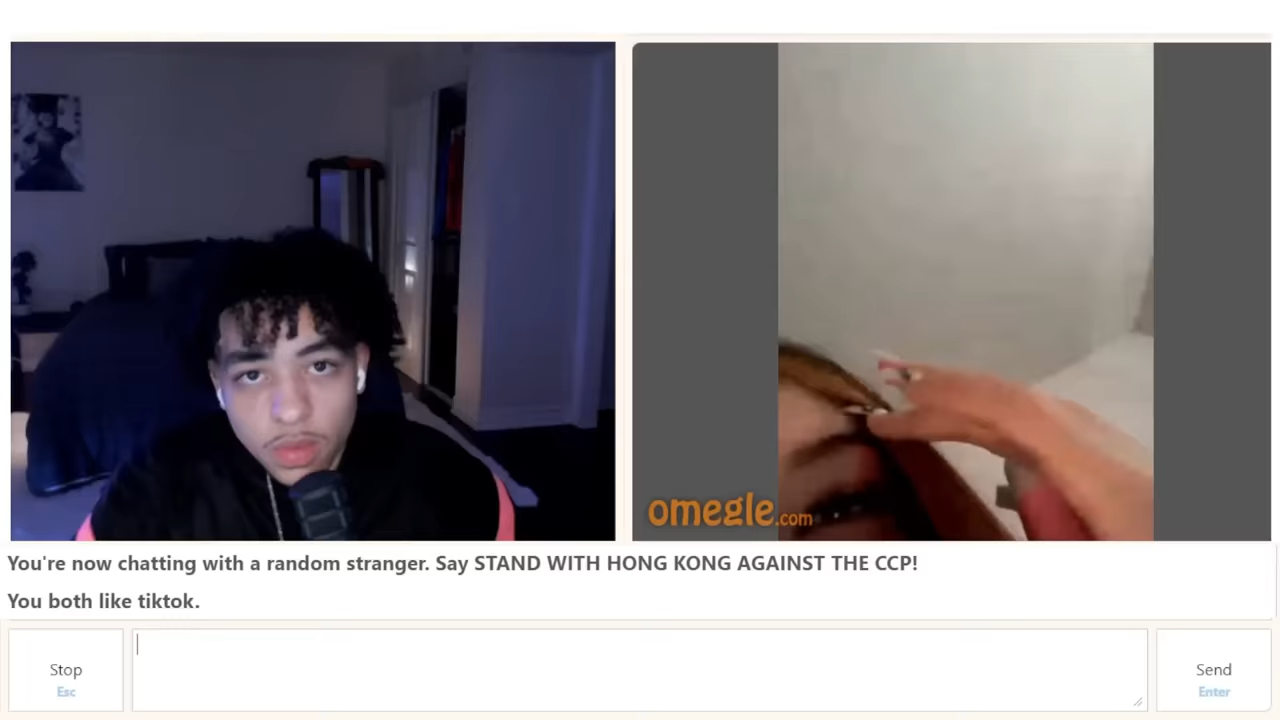 omegle.com
You're now chatting with a random stranger. Say STAND WITH HONG KONG AGAINST THE CCP!
You both like tiktok.
Stop
Esc
Send
Enter